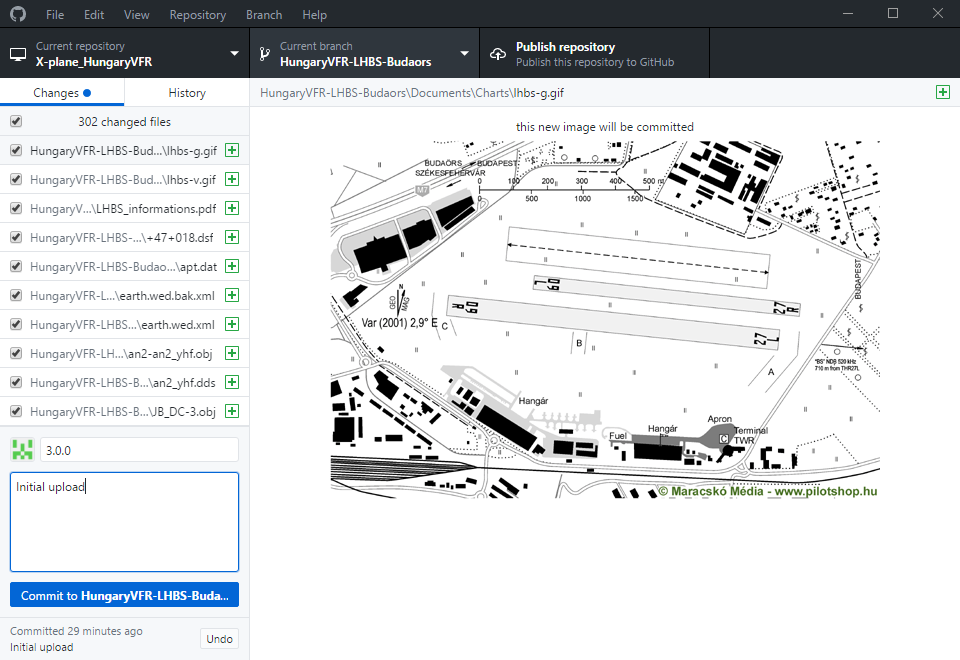 File Edit View Repository Branch Help
Current repository
X-plane_HungaryVFR
Current branch
HungaryVFR-LHBS-Budaors
Publish repository
Publish this repository to GitHub
Changes
History
302 changed files
HungaryVFR-LHBS-Bud...\lhbs-g.gif
HungaryVFR-LHBS-Bud...\lhbs-v.gif
HungaryV...\LHBS_informations.pdf
HungaryVFR-LHBS-...\+47+018.dsf
HungaryVFR-LHBS-Budao...\apt.dat
HungaryVFR-L...\earth.wed.bak.xml
HungaryVFR-LHBS...\earth.wed.xml
HungaryVFR-LH...\an2-an2_yhf.obj
HungaryVFR-LHBS-B...\an2_yhf.dds
HungaryVFR-LHBS-B...\JB_DC-3.obj
3.0.0
Initial upload
Commit to HungaryVFR-LHBS-Buda...
Committed 29 minutes ago
Initial upload
Undo
HungaryVFR-LHBS-Budaors\Documents\Charts\lhbs-g.gif
this new image will be committed
BUDAÖRS
BUDAPEST
SZÉKESFEHÉRVÁR
M7
0 100 200 300 400 500 m
0 500 1000 1500
BUDAPEST
N
GEO
MAG
Var (2001) 2,9° E
09 L
27 R
09 R
27 L
C
B
A
"BS" NDB 520 kHz
710 m from THR27L
Hangár
Hangár
Fuel
Apron
C
Terminal
TWR
© Maracskó Média - www.pilotshop.hu